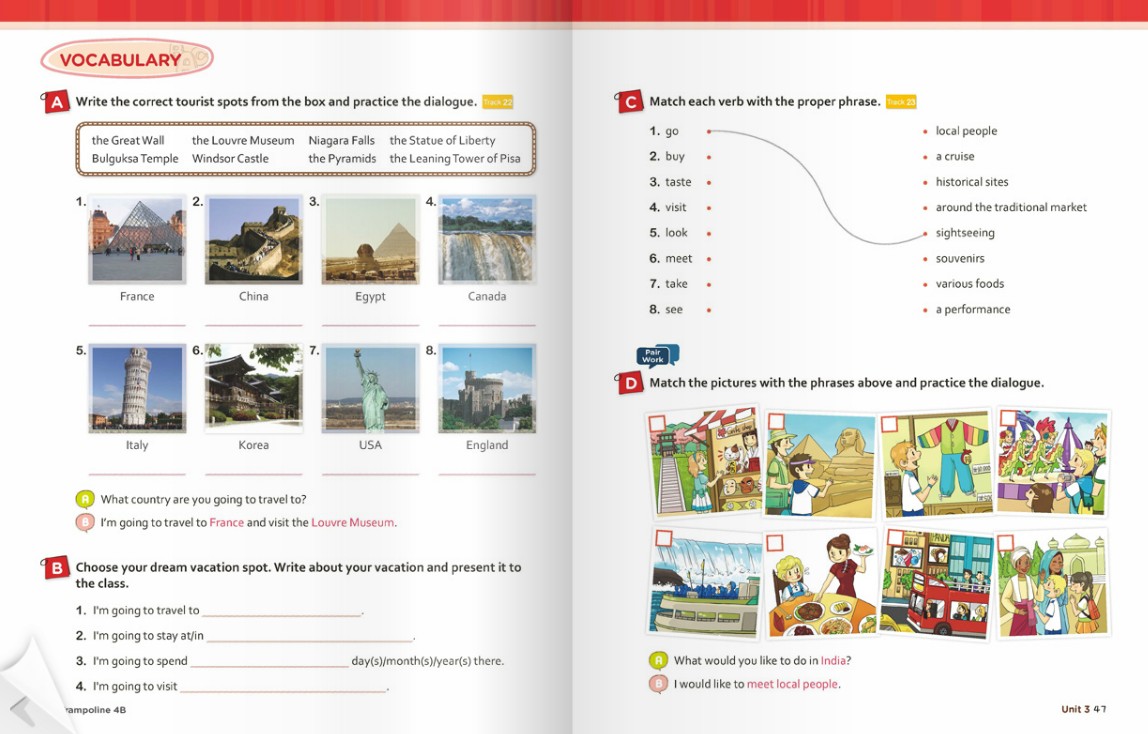 VOCABULARY
A Write the correct tourist spots from the box and practice the dialogue. Track 22
the Great Wall the Louvre Museum Niagara Falls the Statue of Liberty
Bulguksa Temple Windsor Castle the Pyramids the Leaning Tower of Pisa
1. 2. 3. 4.
France China Egypt Canada
5. 6. 7. 8.
Italy Korea USA England
A What country are you going to travel to?
B I'm going to travel to France and visit the Louvre Museum.
B Choose your dream vacation spot. Write about your vacation and present it to
the class.
1. I'm going to travel to ____________________.
2. I'm going to stay at/in ____________________.
3. I'm going to spend ____________________ day(s)/month(s)/year(s) there.
4. I'm going to visit ____________________.
rampoline 4B
C Match each verb with the proper phrase. Track 23
1. go local people
2. buy a cruise
3. taste historical sites
4. visit around the traditional market
5. look sightseeing
6. meet souvenirs
7. take various foods
8. see a performance
Pair
Work
D Match the pictures with the phrases above and practice the dialogue.
A What would you like to do in India?
B I would like to meet local people.
Unit 3 47